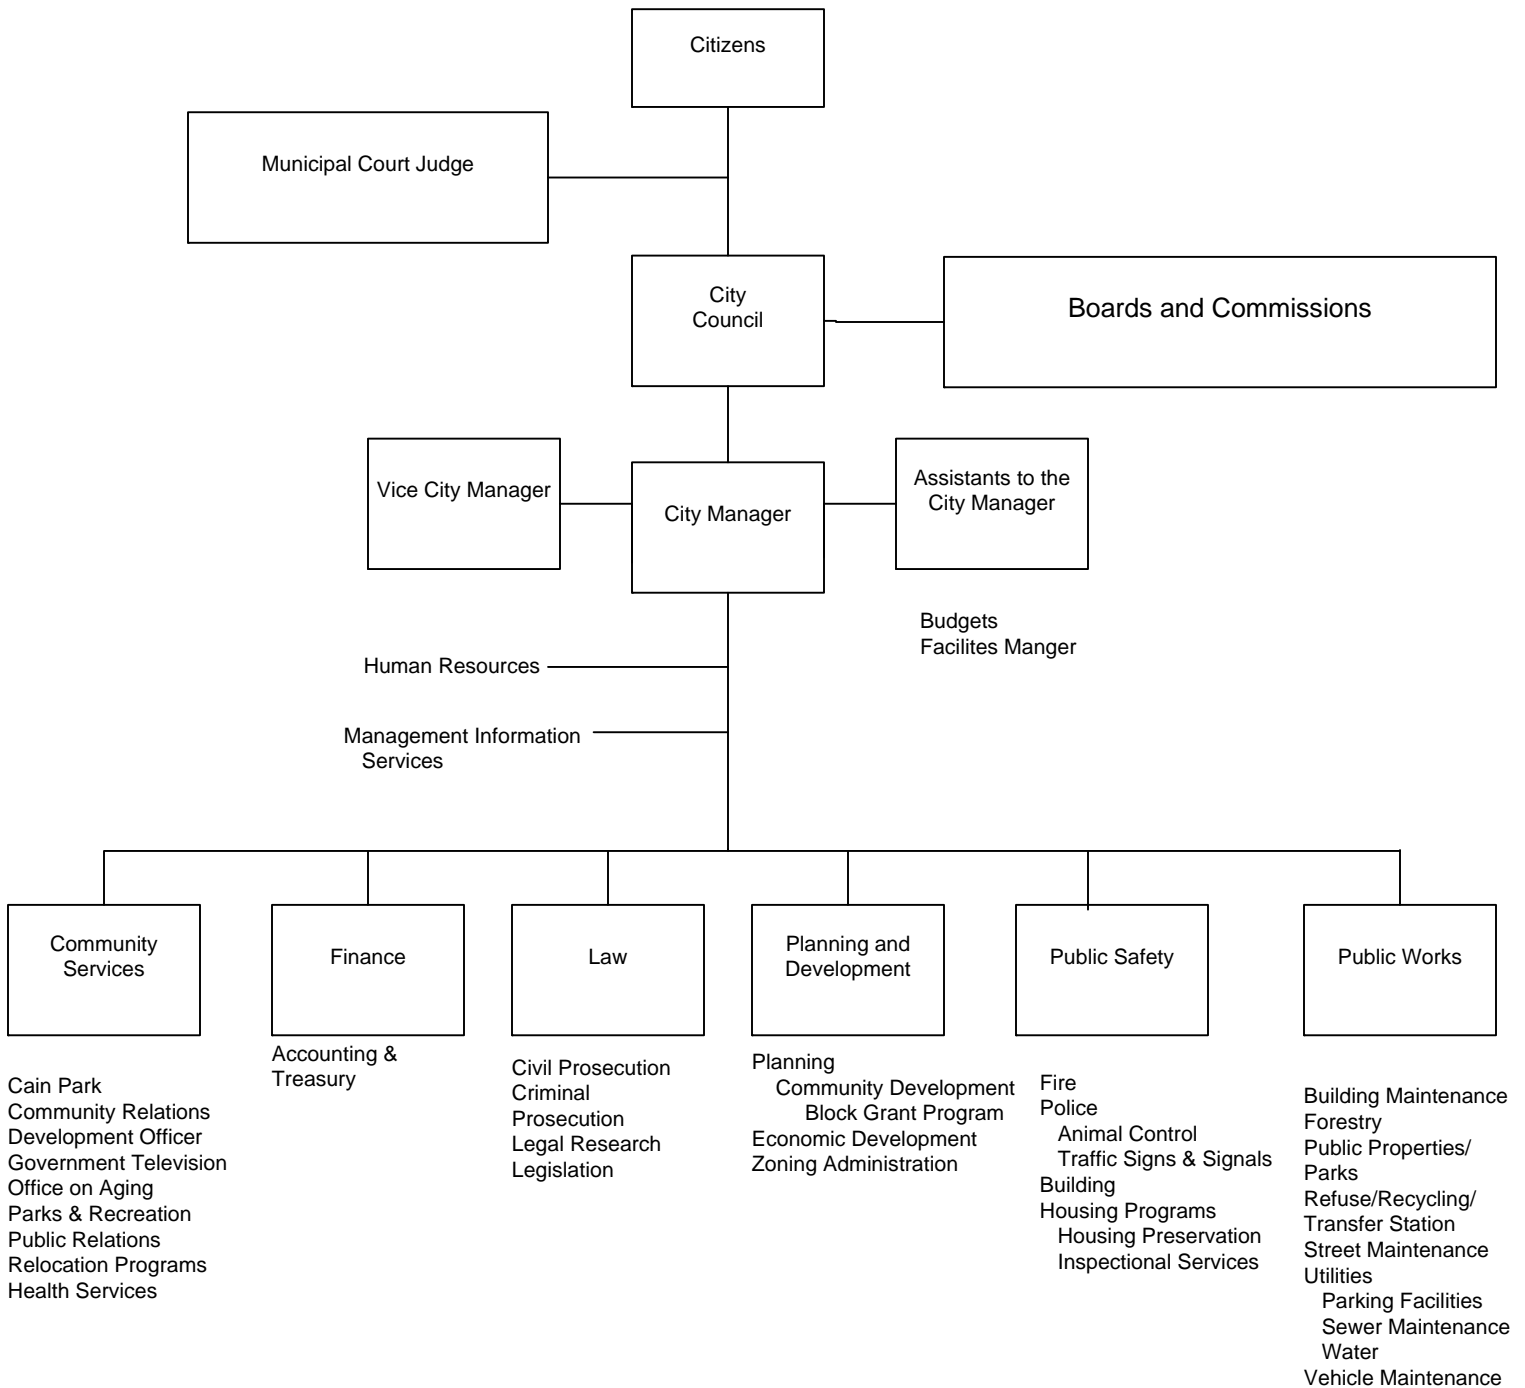 Citizens
Municipal Court Judge
City
Council
Boards and Commissions
Vice City Manager
City Manager
Assistants to the
City Manager
Budgets
Facilites Manger
Human Resources
Management Information
Services
Community
Services
Finance
Law
Planning and
Development
Public Safety
Public Works
Cain Park
Community Relations
Development Officer
Government Television
Office on Aging
Parks & Recreation
Public Relations
Relocation Programs
Health Services
Accounting &
Treasury
Civil Prosecution
Criminal
Prosecution
Legal Research
Legislation
Planning
Community Development
Block Grant Program
Economic Development
Zoning Administration
Fire
Police
Animal Control
Traffic Signs & Signals
Building
Housing Programs
Housing Preservation
Inspectional Services
Building Maintenance
Forestry
Public Properties/
Parks
Refuse/Recycling/
Transfer Station
Street Maintenance
Utilities
Parking Facilities
Sewer Maintenance
Water
Vehicle Maintenance